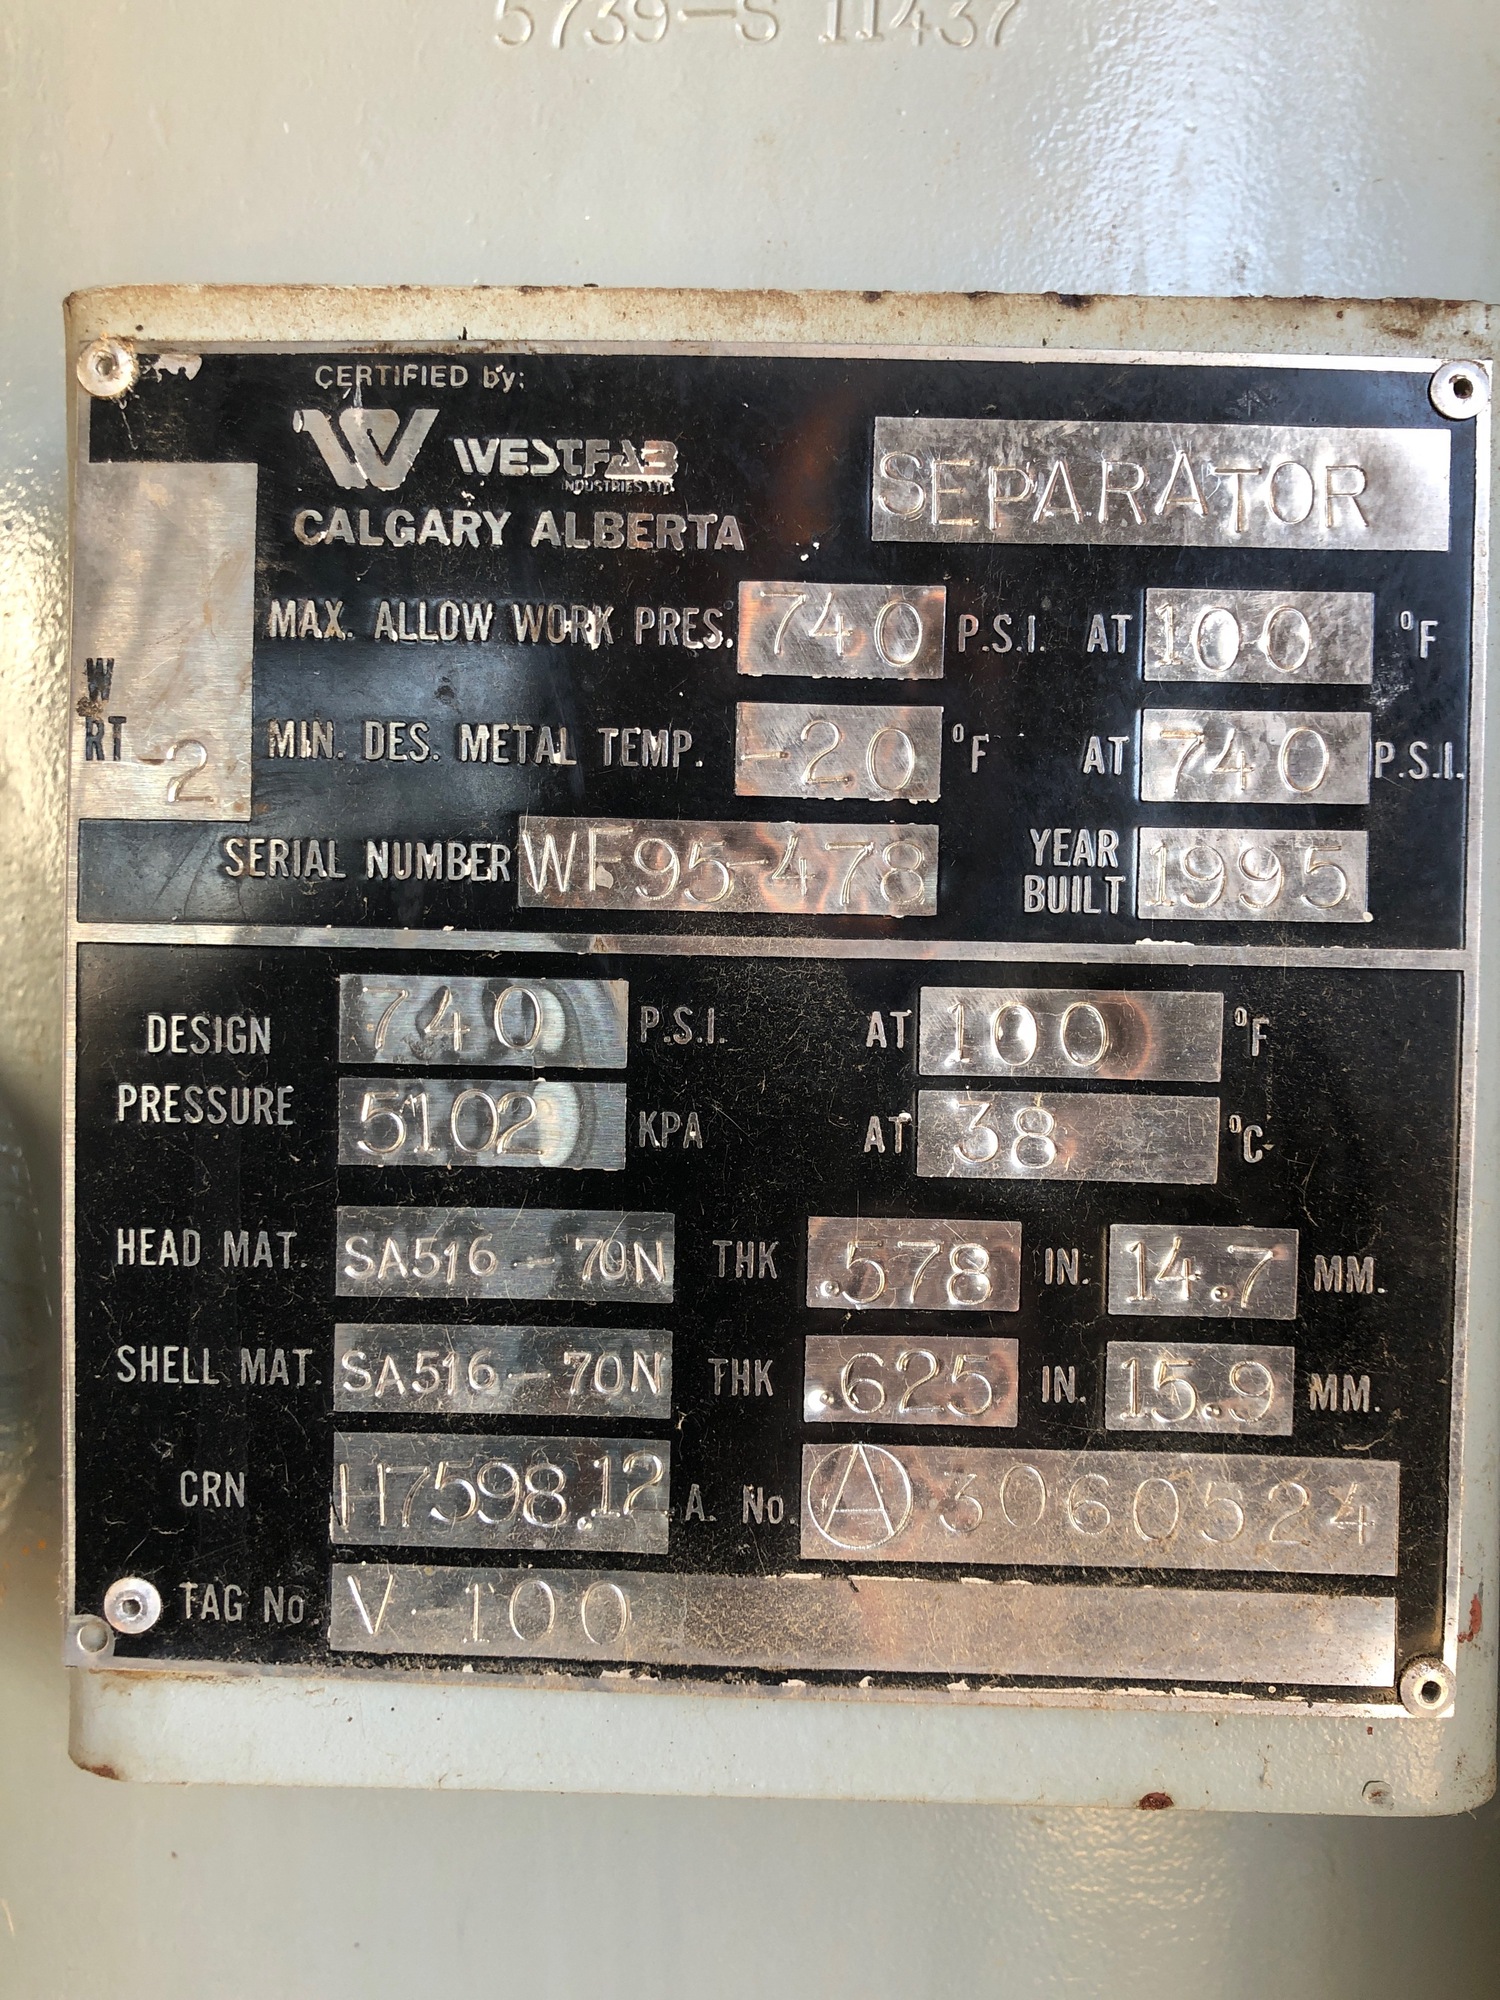 5739-S 11437
CERTIFIED by:
W WESTFAB
INDUSTRIES LTD.
CALGARY ALBERTA
SEPARATOR
MAX. ALLOW WORK PRES. 740 P.S.I. AT 100 °F
W
RT-2 MIN. DES. METAL TEMP. -20 °F AT 740 P.S.I.
SERIAL NUMBER WF95-478 YEAR BUILT 1995
DESIGN PRESSURE 740 P.S.I. AT 100 °F
5102 KPA AT 38 °C
HEAD MAT. SA516-70N THK .578 IN. 14.7 MM.
SHELL MAT. SA516-70N THK .625 IN. 15.9 MM.
CRN H7598.12 A. No. A 3060524
TAG No. V-100